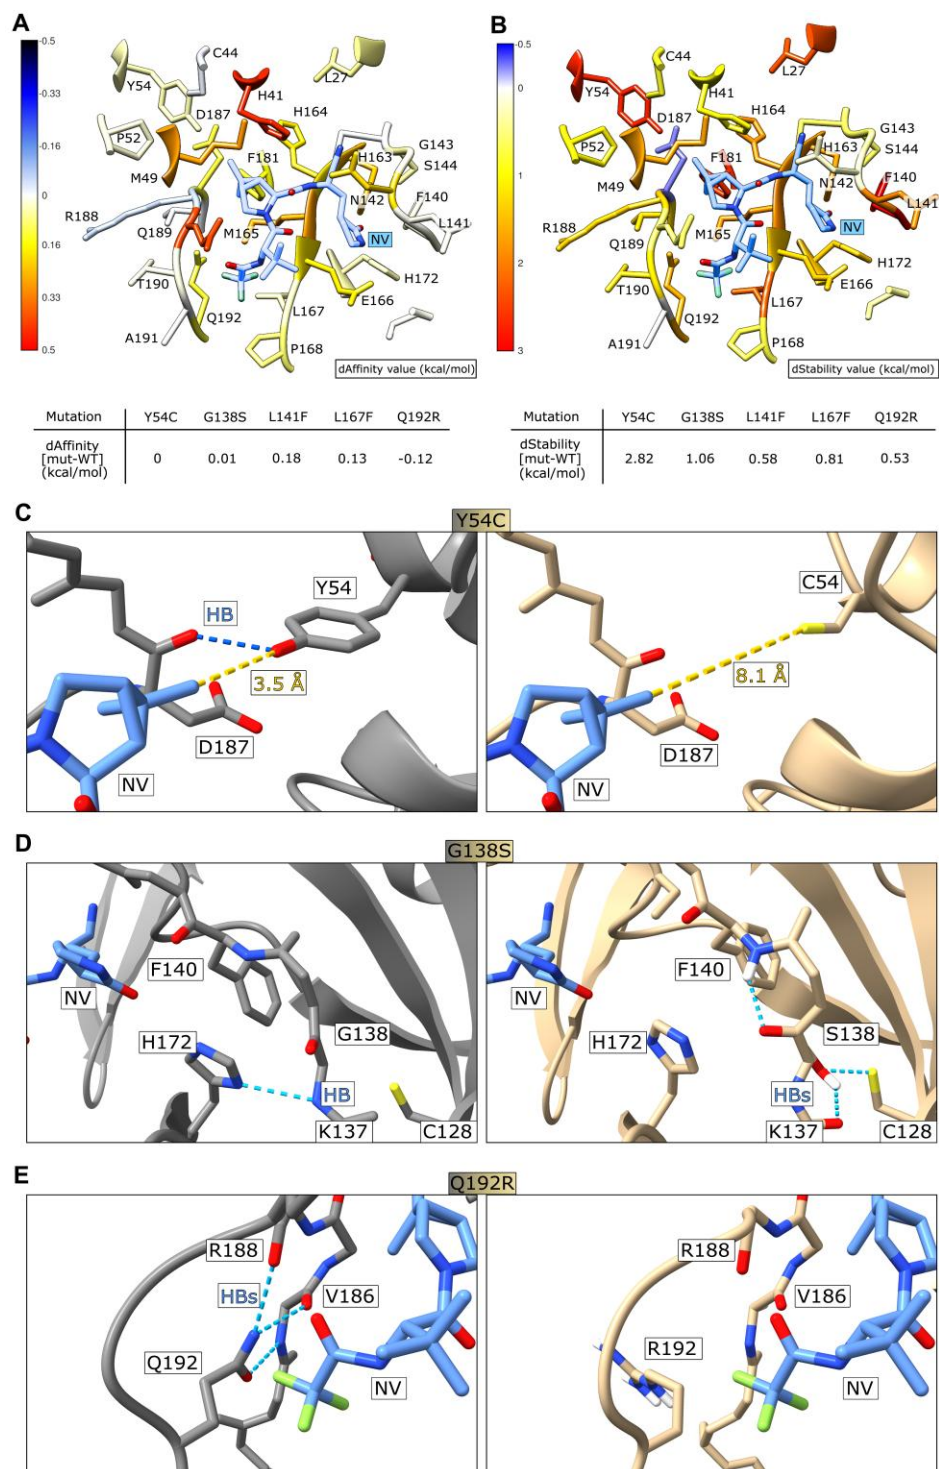 A
B
-0.5
-0.33
-0.16
0
0.16
0.33
0.5
Y54
C44
L27
H41
D187
H164
P52
G143
S144
F181
H163
M49
N142
F140
R188
L141
Q189
M165
NV
T190
H172
E166
L167
Q192
A191
P168
dAffinity value (kcal/mol)
-0.5
0
1
2
3
Y54
C44
L27
H41
D187
H164
P52
G143
S144
F181
H163
M49
N142
F140
R188
L141
Q189
M165
NV
T190
H172
E166
L167
Q192
A191
P168
dStability value (kcal/mol)
Mutation Y54C G138S L141F L167F Q192R
dAffinity
[mut-WT] 0 0.01 0.18 0.13 -0.12
(kcal/mol)
Mutation Y54C G138S L141F L167F Q192R
dStability
[mut-WT] 2.82 1.06 0.58 0.81 0.53
(kcal/mol)
C
Y54C
HB
Y54
3.5 Å
D187
NV
C54
8.1 Å
D187
NV
D
G138S
NV
F140
H172
G138
HB
K137
C128
NV
F140
H172
S138
HBs
K137
C128
E
Q192R
R188
HBs
V186
Q192
NV
R188
V186
R192
NV